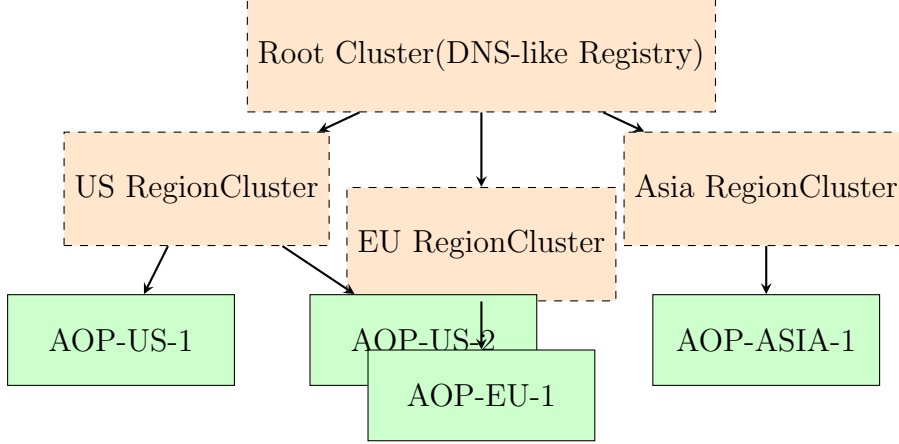 Root Cluster(DNS-like Registry)
US RegionCluster
Asia RegionCluster
EU RegionCluster
AOP-US-1
AOP-US-2
AOP-ASIA-1
AOP-EU-1